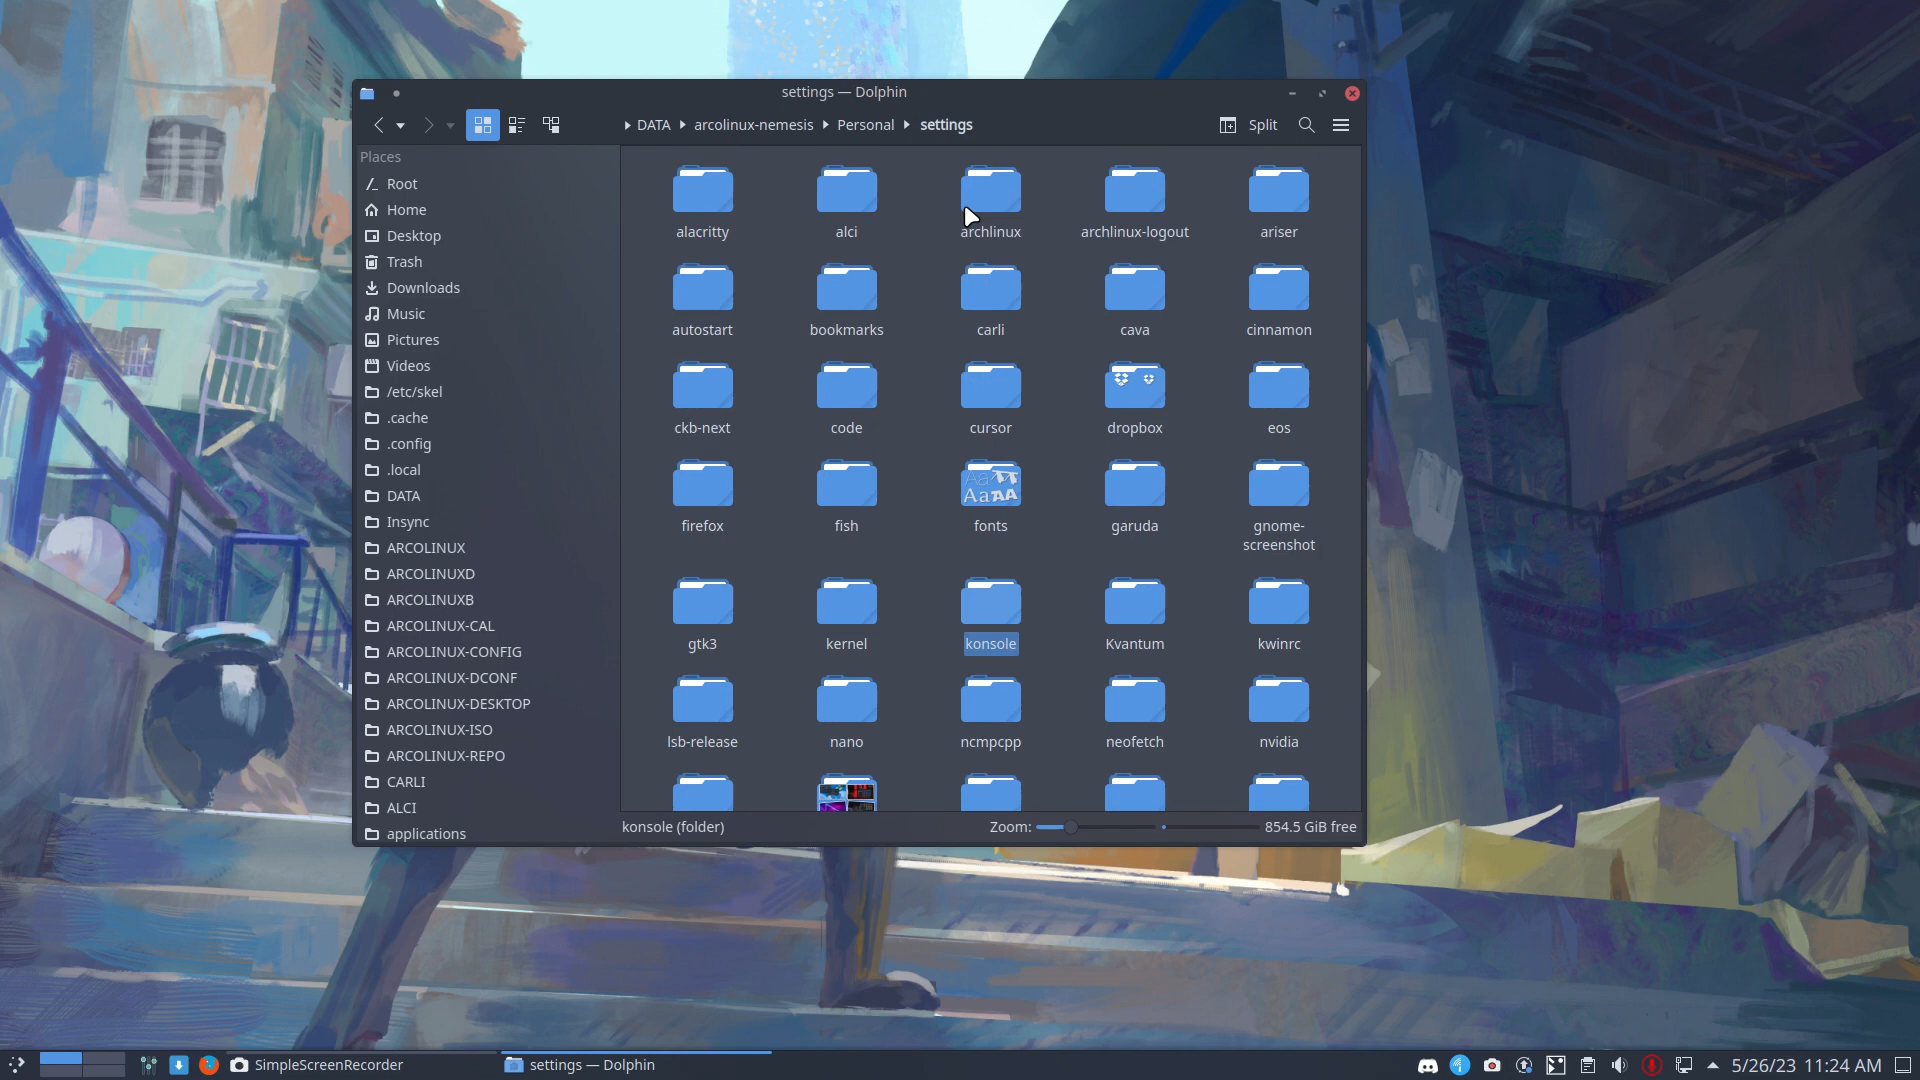 settings — Dolphin
DATA arcolinux-nemesis Personal settings
Split
Places
Root
Home
Desktop
Trash
Downloads
Music
Pictures
Videos
/etc/skel
.cache
.config
.local
DATA
Insync
ARCOLINUX
ARCOLINUXD
ARCOLINUXB
ARCOLINUX-CAL
ARCOLINUX-CONFIG
ARCOLINUX-DCONF
ARCOLINUX-DESKTOP
ARCOLINUX-ISO
ARCOLINUX-REPO
CARLI
ALCI
applications
alacritty alci archlinux archlinux-logout ariser
autostart bookmarks carli cava cinnamon
ckb-next code cursor dropbox eos
firefox fish fonts garuda gnome-
screenshot
gtk3 kernel konsole Kvantum kwinrc
lsb-release nano ncmpcpp neofetch nvidia
konsole (folder) Zoom: 854.5 GiB free
SimpleScreenRecorder settings — Dolphin 5/26/23 11:24 AM